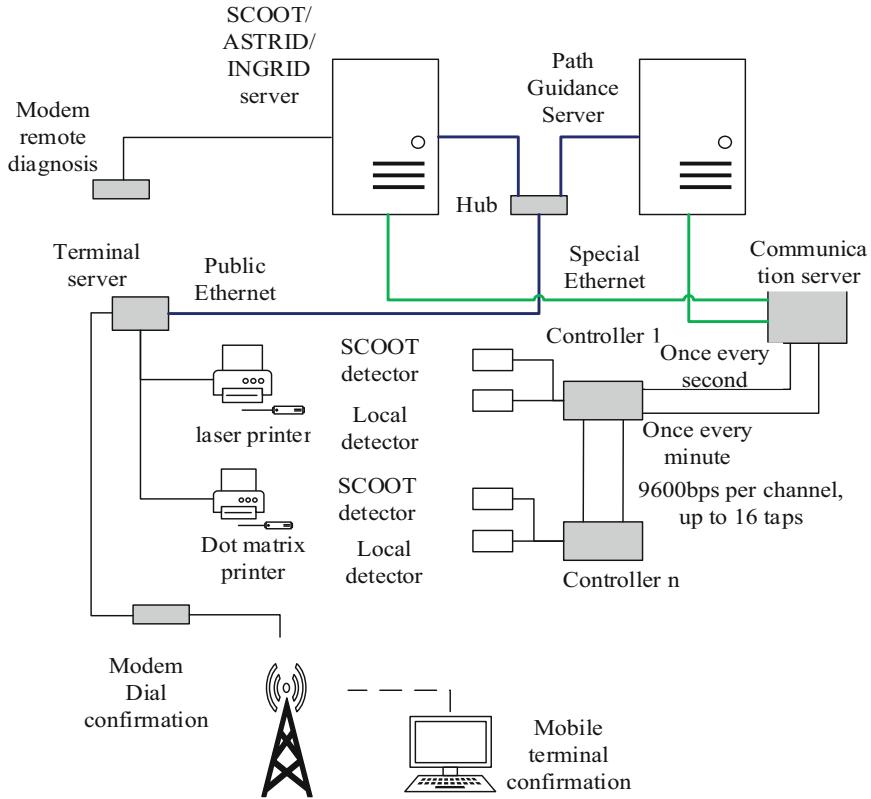 SCOOT/
ASTRID/
INGRID
server
Path
Guidance
Server
Modem
remote
diagnosis
Hub
Terminal
server
Public
Ethernet
Special
Ethernet
Communica
tion server
SCOOT
detector
Controller 1
Once every
second
Local
detector
laser printer
Once every
minute
SCOOT
detector
9600bps per channel,
up to 16 taps
Dot matrix
printer
Local
detector
Controller n
Modem
Dial
confirmation
Mobile
terminal
confirmation